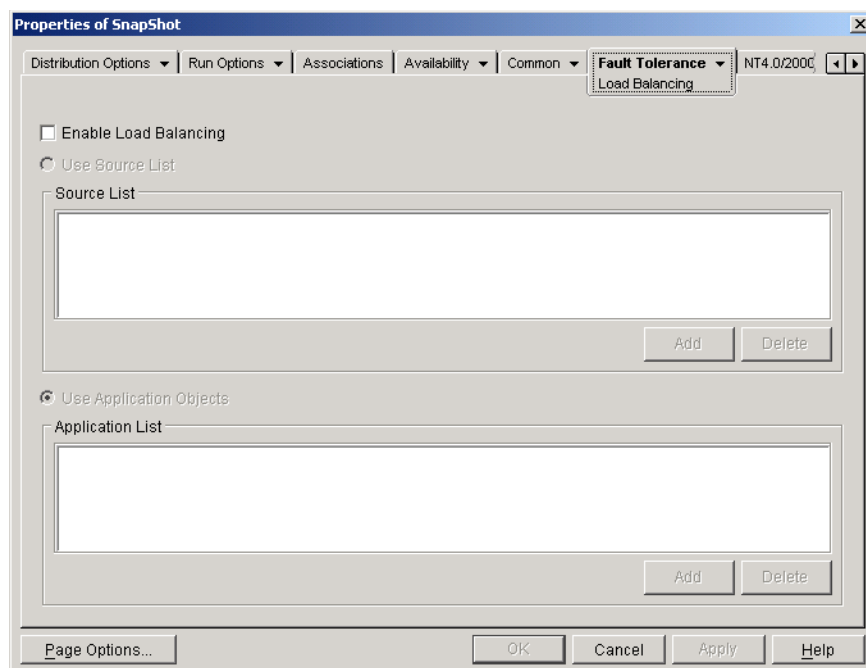 Properties of SnapShot
Distribution Options Run Options Associations Availability Common Fault Tolerance NT4.0/2000
Load Balancing
Enable Load Balancing
Use Source List
Source List
Add Delete
Use Application Objects
Application List
Add Delete
Page Options... OK Cancel Apply Help